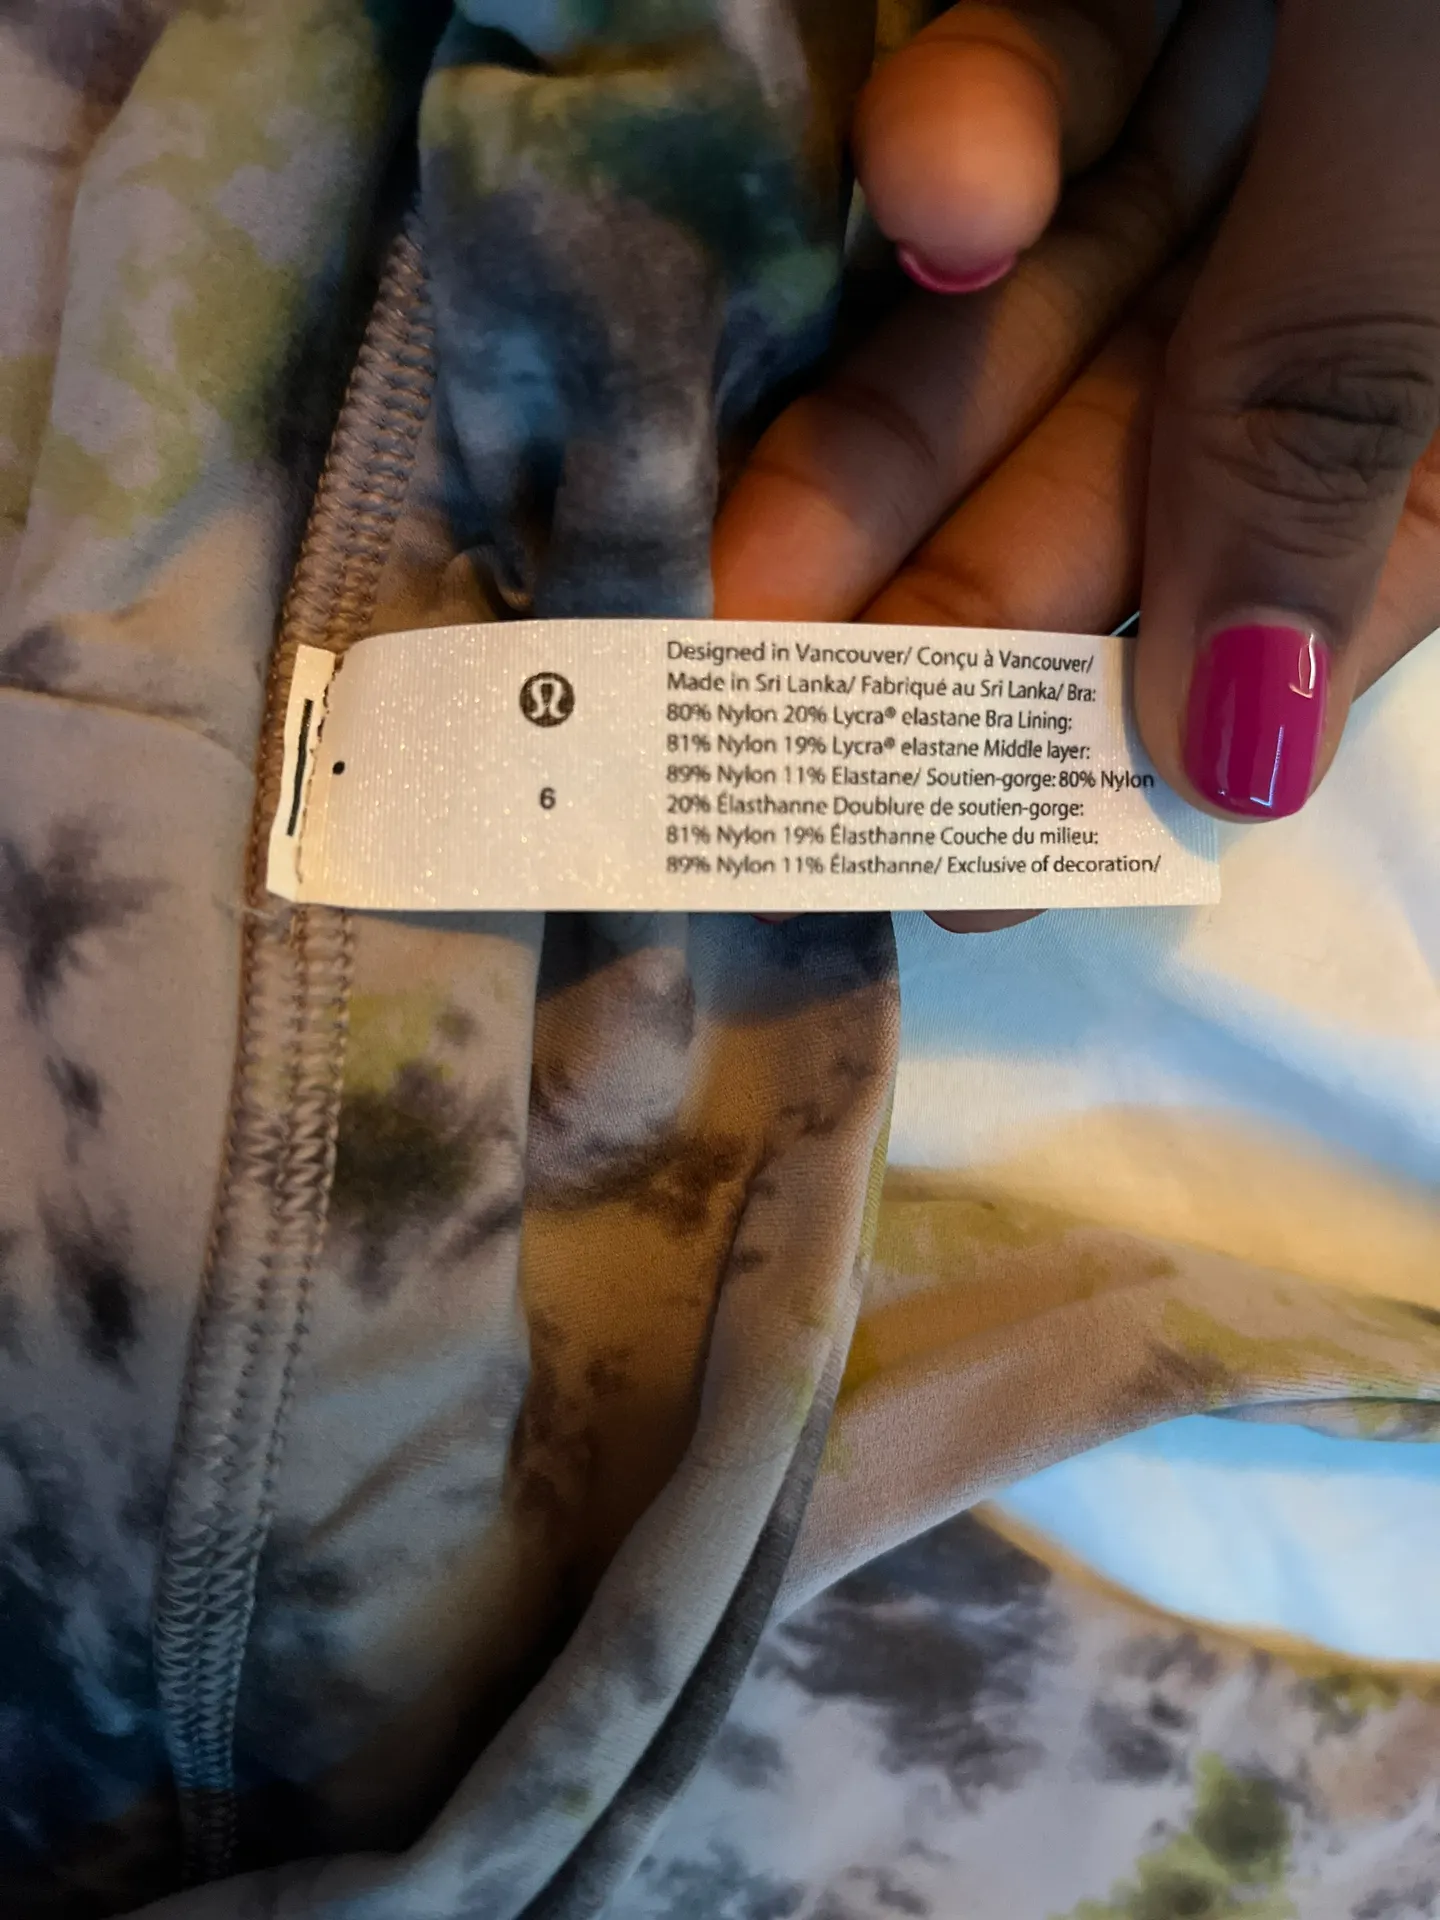 6
Designed in Vancouver/ Conçu à Vancouver/
Made in Sri Lanka/ Fabriqué au Sri Lanka/ Bra:
80% Nylon 20% Lycra® elastane Bra Lining:
81% Nylon 19% Lycra® elastane Middle layer:
89% Nylon 11% Elastane/ Soutien-gorge: 80% Nylon
20% Élasthanne Doublure de soutien-gorge:
81% Nylon 19% Élasthanne Couche du milieu:
89% Nylon 11% Élasthanne/ Exclusive of decoration/